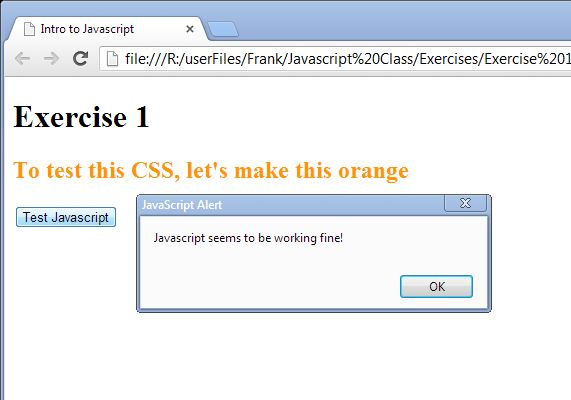 Intro to Javascript
file:///R:/userFiles/Frank/Javascript%20Class/Exercises/Exercise%201
Exercise 1
To test this CSS, let's make this orange
Test Javascript
JavaScript Alert
Javascript seems to be working fine!
OK